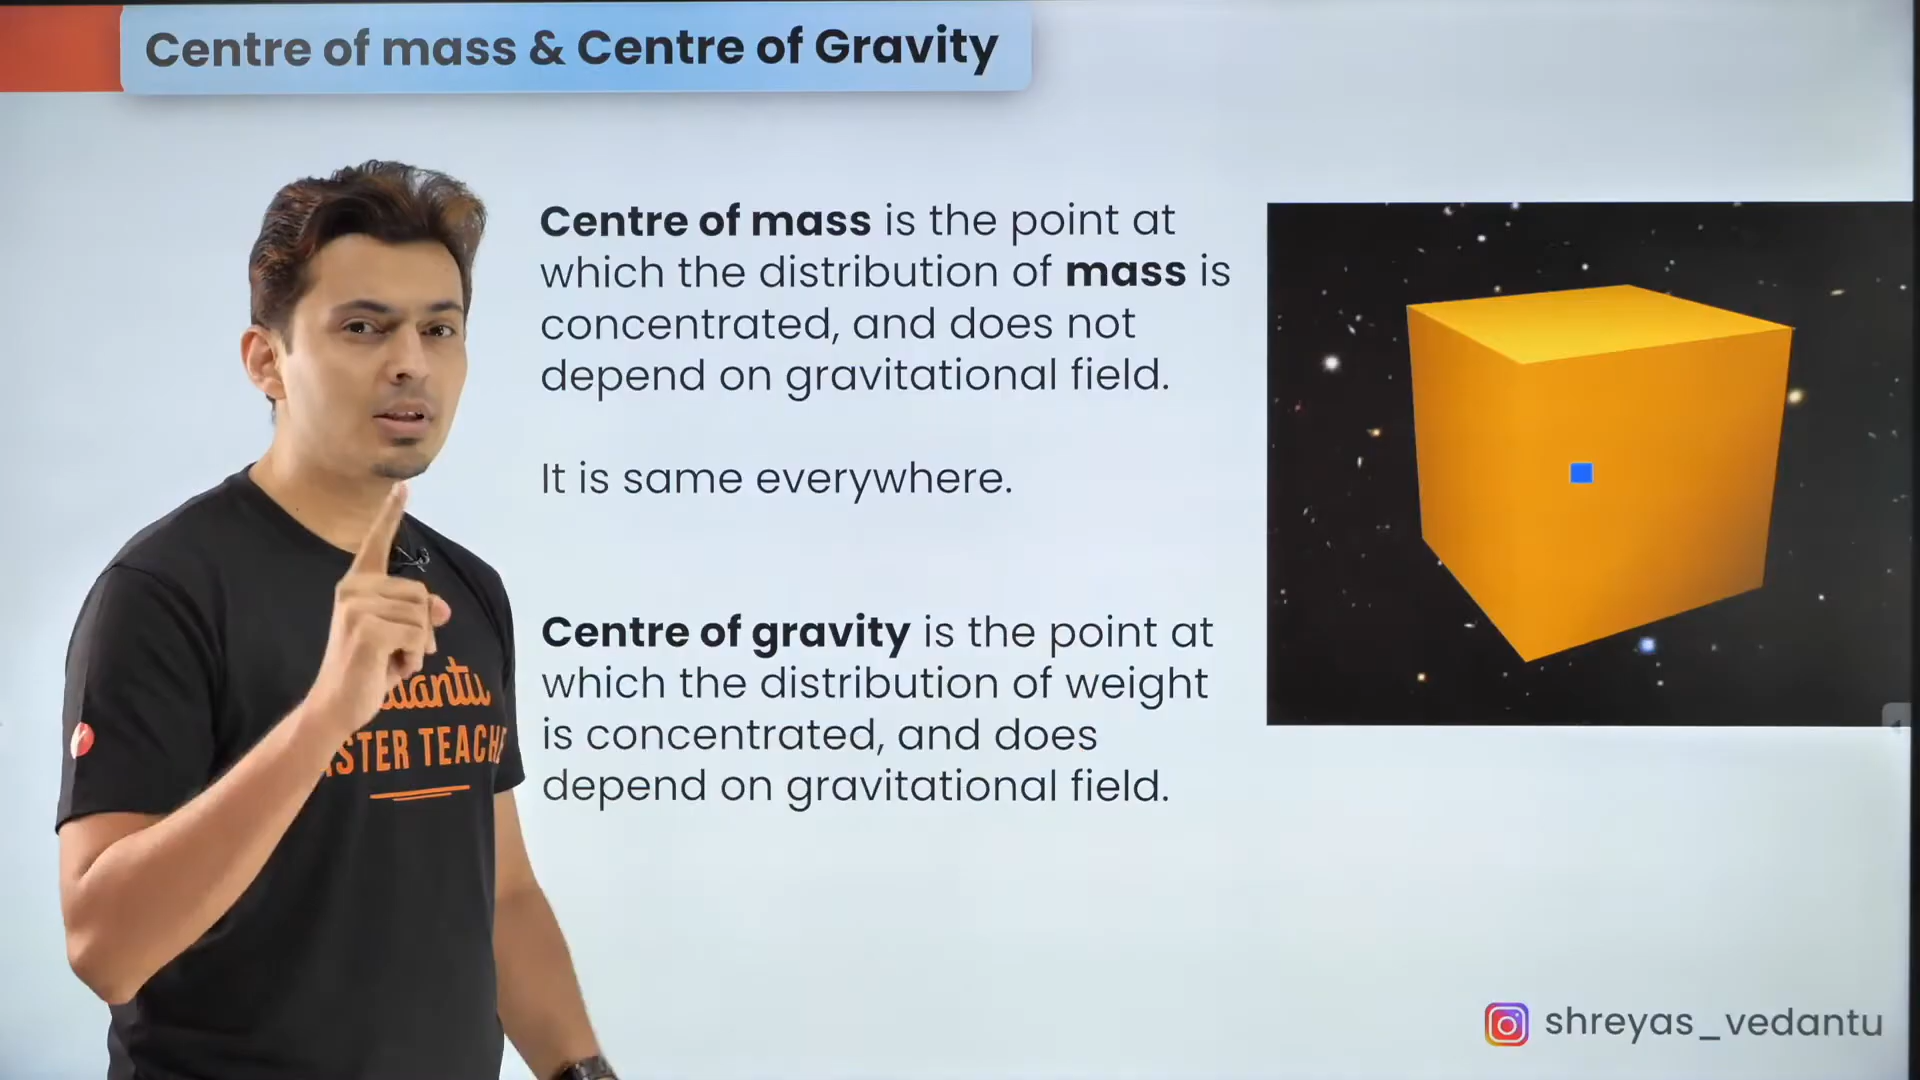 Centre of mass & Centre of Gravity
Centre of mass is the point at
which the distribution of mass is
concentrated, and does not
depend on gravitational field.
It is same everywhere.
Centre of gravity is the point at
which the distribution of weight
is concentrated, and does
depend on gravitational field.
STER TEACHE
shreyas_vedantu